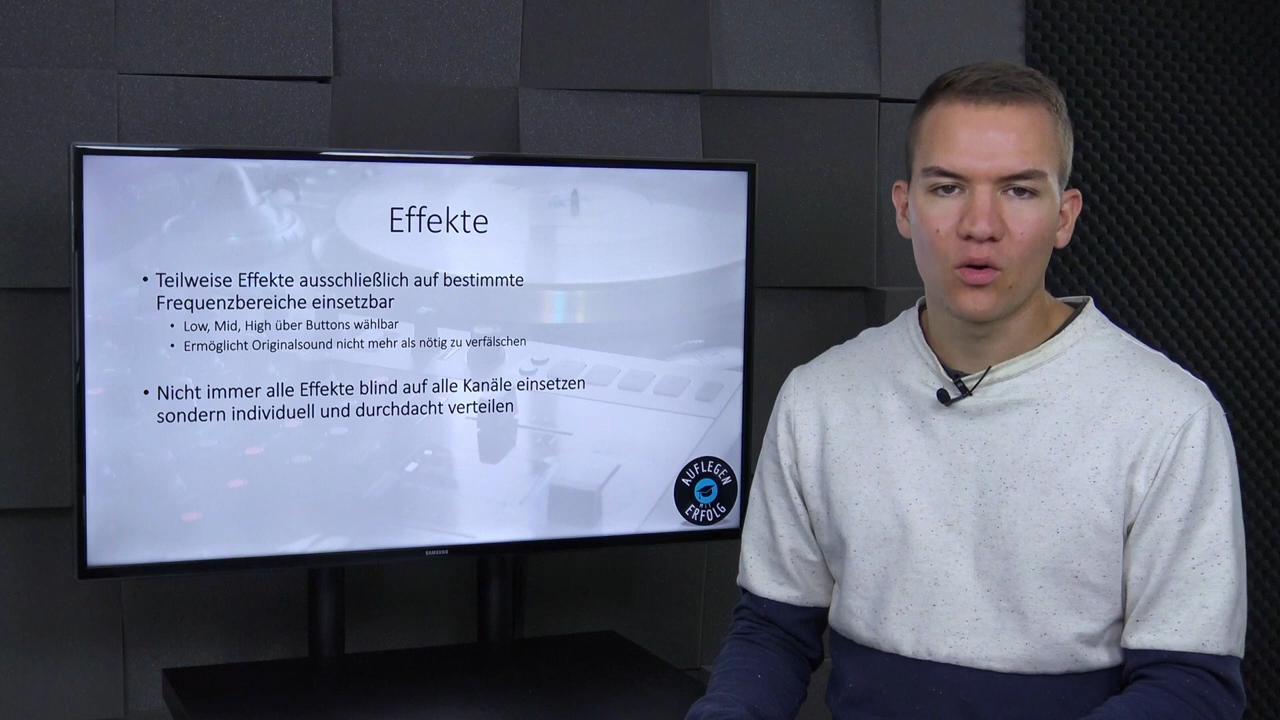 Effekte
• Teilweise Effekte ausschließlich auf bestimmte
Frequenzbereiche einsetzbar
• Low, Mid, High über Buttons wählbar
• Ermöglicht Originalsound nicht mehr als nötig zu verfälschen
• Nicht immer alle Effekte blind auf alle Kanäle einsetzen
sondern individuell und durchdacht verteilen
AUFLEGEN
MIT
ERFOLG
SAMSUNG